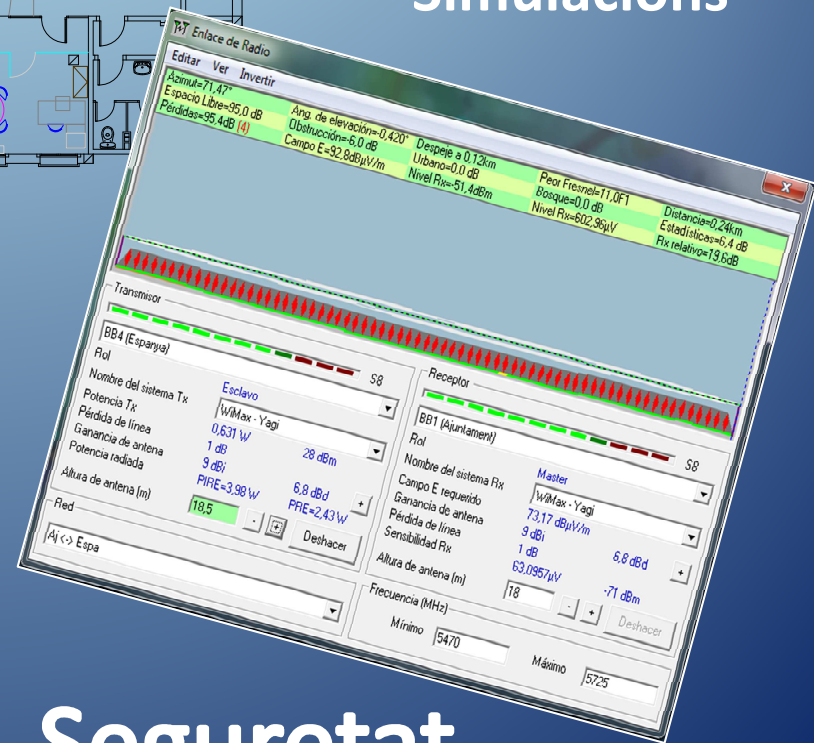 Simulacions
Enlace de Radio
Editar Ver Invertir
Azimut=71,47° Ang. de elevación=-0,420° Despeje a 0,12km Peor Fresnel=11,0F1 Distancia=0,24km
Espacio Libre=95,0 dB Obstrucción=-6,0 dB Urbano=0,0 dB Bosque=0,0 dB Estadísticas=6,4 dB
Pérdidas=95,4dB (4) Campo E=92,8dBµV/m Nivel Rx=-51,4dBm Nivel Rx=602,96µV Rx relativo=19,6dB
Transmisor
S8
BB4 (Espanya)
Rol Esclavo
Nombre del sistema Tx WiMax - Yagi
Potencia Tx 0,631 W 28 dBm
Pérdida de línea 1 dB
Ganancia de antena 9 dBi 6,8 dBd +
Potencia radiada PIRE=3,98 W PRE=2,43 W
Altura de antena (m) 18,5 - + Deshacer
Red
Aj <-> Espa
Receptor
S8
BB1 (Ajuntament)
Rol Master
Nombre del sistema Rx WiMax - Yagi
Campo E requerido 73,17 dBµV/m
Ganancia de antena 9 dBi 6,8 dBd +
Pérdida de línea 1 dB
Sensibilidad Rx 63,0957µV -71 dBm
Altura de antena (m) 18 - + Deshacer
Frecuencia (MHz)
Mínimo 5470 Máximo 5725
Seguretat